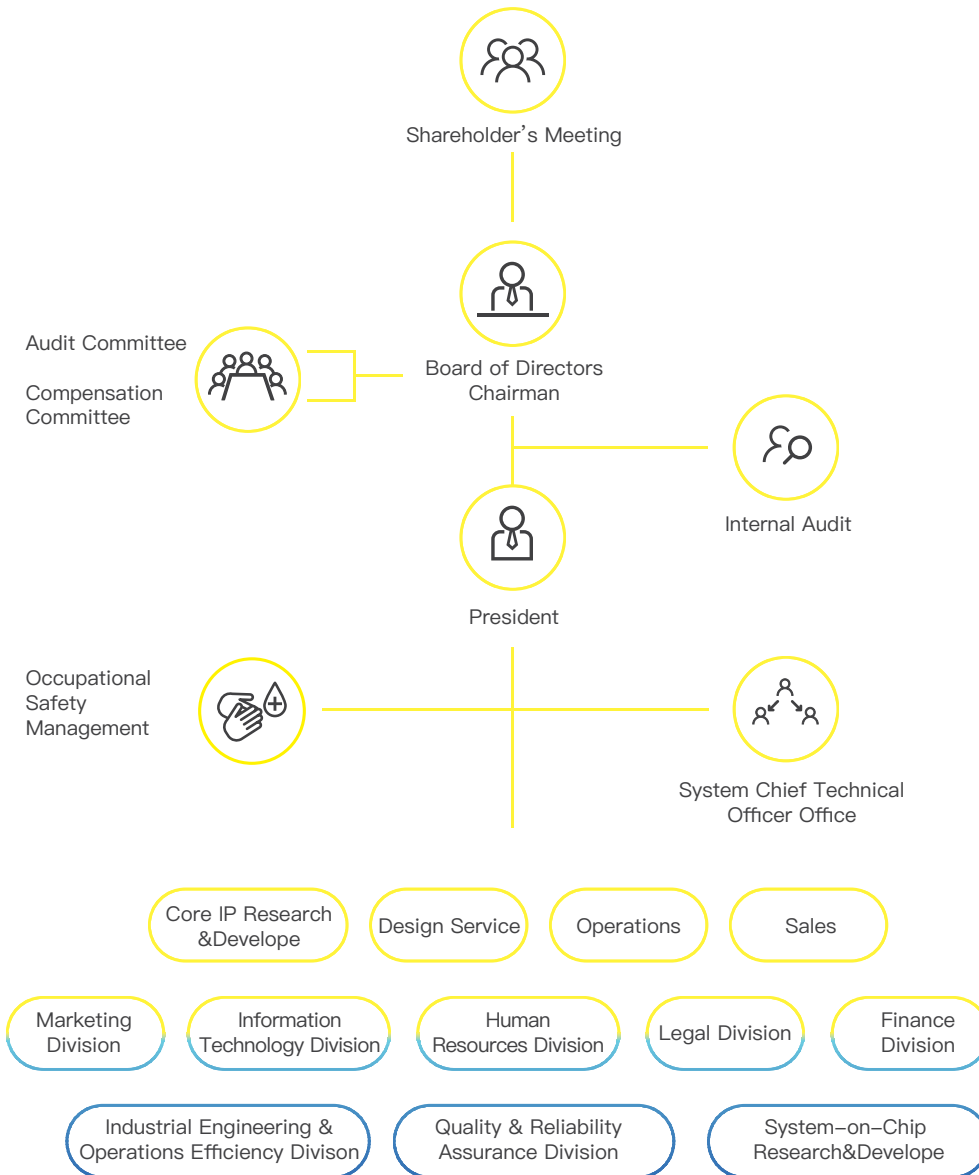 Shareholder's Meeting
Audit Committee
Compensation
Committee
Board of Directors
Chairman
Internal Audit
President
Occupational
Safety
Management
System Chief Technical
Officer Office
Core IP Research
&Develope
Design Service
Operations
Sales
Marketing
Division
Information
Technology Division
Human
Resources Division
Legal Division
Finance
Division
Industrial Engineering &
Operations Efficiency Divison
Quality & Reliability
Assurance Division
System-on-Chip
Research&Develope